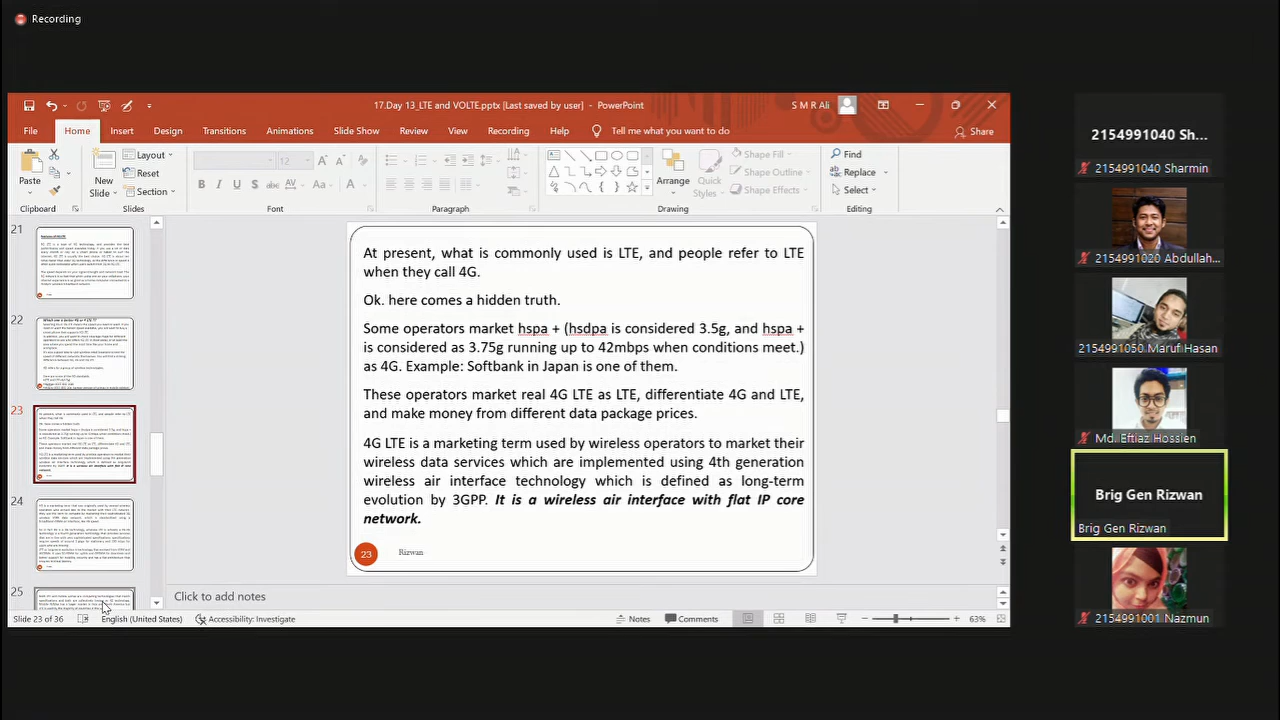 Recording
17.Day 13_LTE and VOLTE.pptx [Last saved by user] - PowerPoint
S M R Ali
File Home Insert Design Transitions Animations Slide Show Review View Recording Help Tell me what you want to do
Share
Paste
Clipboard
New
Slide
Layout
Reset
Section
Slides
12
B I U S abc AV Aa A
Font
Paragraph
Arrange
Quick
Styles
Shape Fill
Shape Outline
Shape Effects
Drawing
Find
Replace
Select
Editing
21
22
23
24
25
At present, what is commonly used is LTE, and people refer to LTE
when they call 4G.
Ok. here comes a hidden truth.
Some operators market hspa + (hsdpa is considered 3.5g, and hspa +
is considered as 3.75g running up to 42mbps when conditions meet.)
as 4G. Example: Softbank in Japan is one of them.
These operators market real 4G LTE as LTE, differentiate 4G and LTE,
and make money from different data package prices.
4G LTE is a marketing term used by wireless operators to market their
wireless data services which are implemented using 4th generation
wireless air interface technology which is defined as long-term
evolution by 3GPP. It is a wireless air interface with flat IP core
network.
23
Rizwan
Click to add notes
Slide 23 of 36
English (United States)
Accessibility: Investigate
Notes
Comments
63%
2154991040 Sh...
2154991040 Sharmin
2154991020 Abdullah...
2154991050 Maruf Hasan
Md. Eftiaz Hossien
Brig Gen Rizwan
Brig Gen Rizwan
2154991001 Nazmun